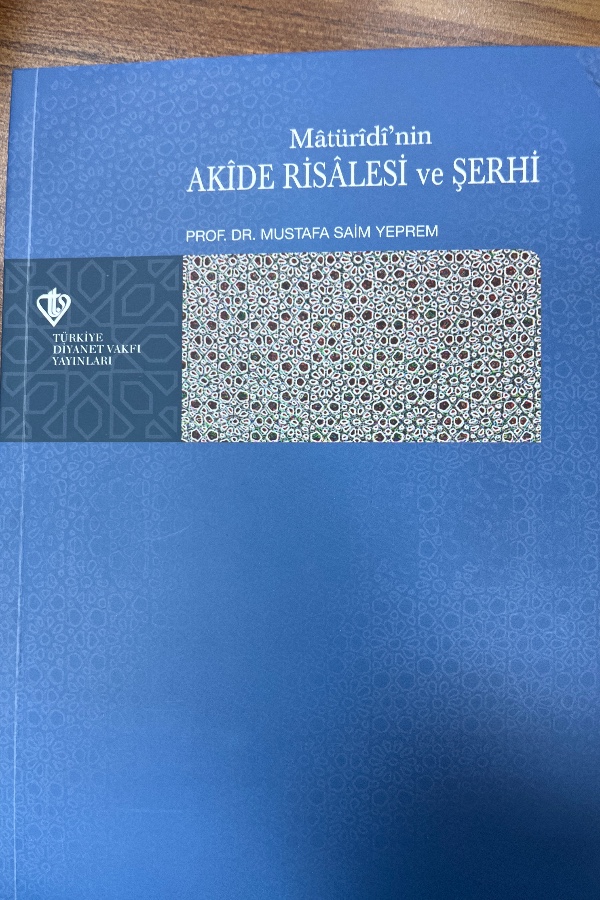 Mâtürîdî'nin
AKÎDE RİSÂLESİ ve ŞERHİ
PROF. DR. MUSTAFA SAİM YEPREM
TÜRKİYE
DİYANET VAKFI
YAYINLARI